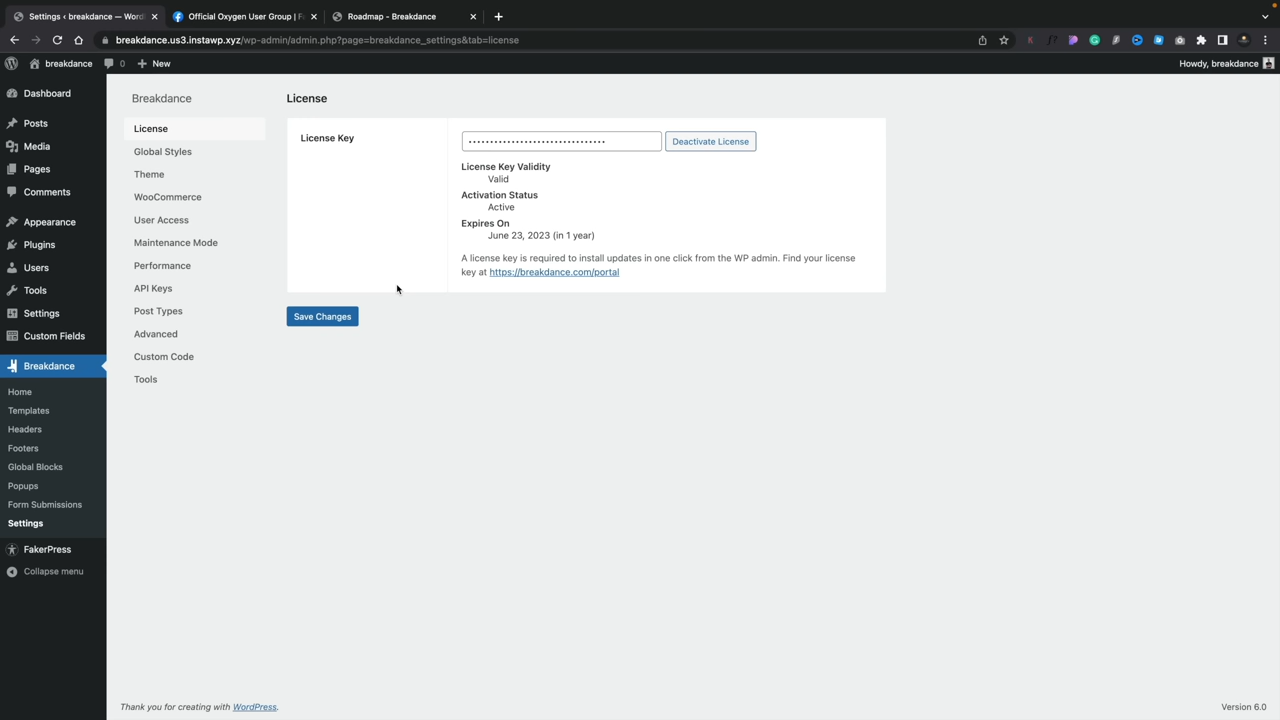 Settings ‹ breakdance — Wor
Official Oxygen User Group | F
Roadmap - Breakdance
breakdance.us3.instawp.xyz/wp-admin/admin.php?page=breakdance_settings&tab=license
breakdance
0
New
Howdy, breakdance
Dashboard
Posts
Media
Pages
Comments
Appearance
Plugins
Users
Tools
Settings
Custom Fields
Breakdance
Home
Templates
Headers
Footers
Global Blocks
Popups
Form Submissions
Settings
FakerPress
Collapse menu
Breakdance
License
Global Styles
Theme
WooCommerce
User Access
Maintenance Mode
Performance
API Keys
Post Types
Advanced
Custom Code
Tools
License
License Key
Deactivate License
License Key Validity
Valid
Activation Status
Active
Expires On
June 23, 2023 (in 1 year)
A license key is required to install updates in one click from the WP admin. Find your license
key at https://breakdance.com/portal
Save Changes
Thank you for creating with WordPress.
Version 6.0